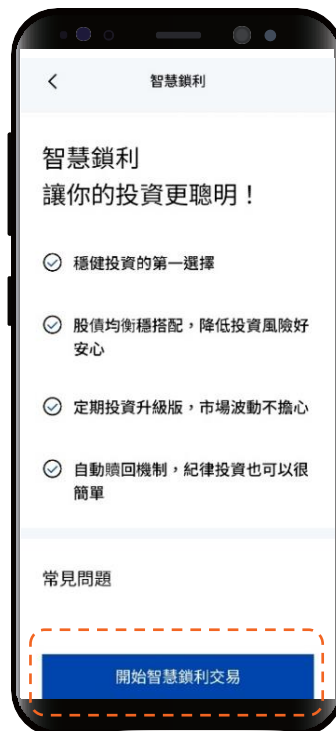 智慧鎖利
智慧鎖利
讓你的投資更聰明！
穩健投資的第一選擇
股債均衡穩搭配，降低投資風險好
安心
定期投資升級版，市場波動不擔心
自動贖回機制，紀律投資也可以很
簡單
常見問題
開始智慧鎖利交易